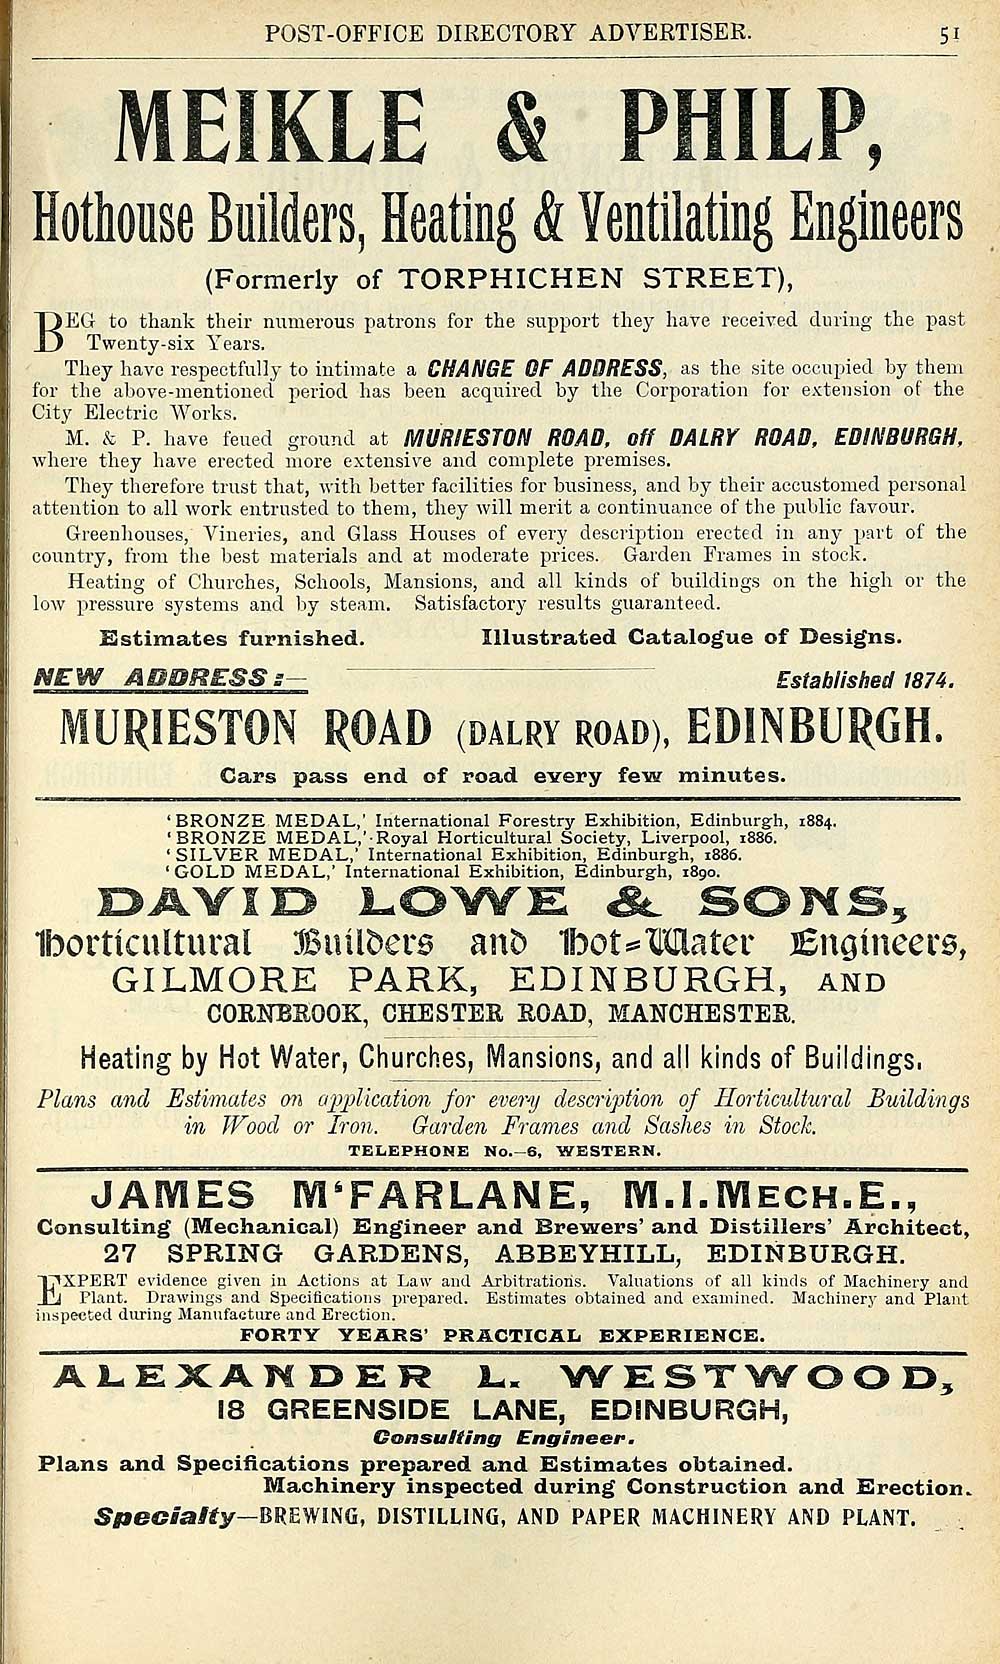 POST-OFFICE DIRECTORY ADVERTISER. 51
MEIKLE & PHILP,
Hothouse Builders, Heating & Ventilating Engineers
(Formerly of TORPHICHEN STREET),
BEG to thank their numerous patrons for the support they have received during the past
Twenty-six Years.
They have respectfully to intimate a CHANGE OF ADDRESS, as the site occupied by them
for the above-mentioned period has been acquired by the Corporation for extension of the
City Electric Works.
M. & P. have feued ground at MURIESTON ROAD, off DALRY ROAD, EDINBURGH,
where they have erected more extensive and complete premises.
They therefore trust that, with better facilities for business, and by their accustomed personal
attention to all work entrusted to them, they will merit a continuance of the public favour.
Greenhouses, Vineries, and Glass Houses of every description erected in any part of the
country, from the best materials and at moderate prices. Garden Frames in stock.
Heating of Churches, Schools, Mansions, and all kinds of buildings on the high or the
low pressure systems and by steam. Satisfactory results guaranteed.
Estimates furnished. Illustrated Catalogue of Designs.
NEW ADDRESS:— Established 1874.
MURIESTON ROAD (DALRY ROAD), EDINBURGH.
Cars pass end of road every few minutes.
'BRONZE MEDAL,' International Forestry Exhibition, Edinburgh, 1884.
'BRONZE MEDAL,' Royal Horticultural Society, Liverpool, 1886.
'SILVER MEDAL,' International Exhibition, Edinburgh, 1886.
'GOLD MEDAL,' International Exhibition, Edinburgh, 1890.
DAVID LOWE & SONS,
Horticultural Builders and Hot-Water Engineers,
GILMORE PARK, EDINBURGH, AND
CORNBROOK, CHESTER ROAD, MANCHESTER.
Heating by Hot Water, Churches, Mansions, and all kinds of Buildings.
Plans and Estimates on application for every description of Horticultural Buildings
in Wood or Iron. Garden Frames and Sashes in Stock.
TELEPHONE No.—6, WESTERN.
JAMES M'FARLANE, M.I.MECH.E.,
Consulting (Mechanical) Engineer and Brewers' and Distillers' Architect,
27 SPRING GARDENS, ABBEYHILL, EDINBURGH.
EXPERT evidence given in Actions at Law and Arbitrations. Valuations of all kinds of Machinery and
Plant. Drawings and Specifications prepared. Estimates obtained and examined. Machinery and Plant
inspected during Manufacture and Erection.
FORTY YEARS' PRACTICAL EXPERIENCE.
ALEXANDER L. WESTWOOD,
18 GREENSIDE LANE, EDINBURGH,
Consulting Engineer.
Plans and Specifications prepared and Estimates obtained.
Machinery inspected during Construction and Erection.
Specialty—BREWING, DISTILLING, AND PAPER MACHINERY AND PLANT.